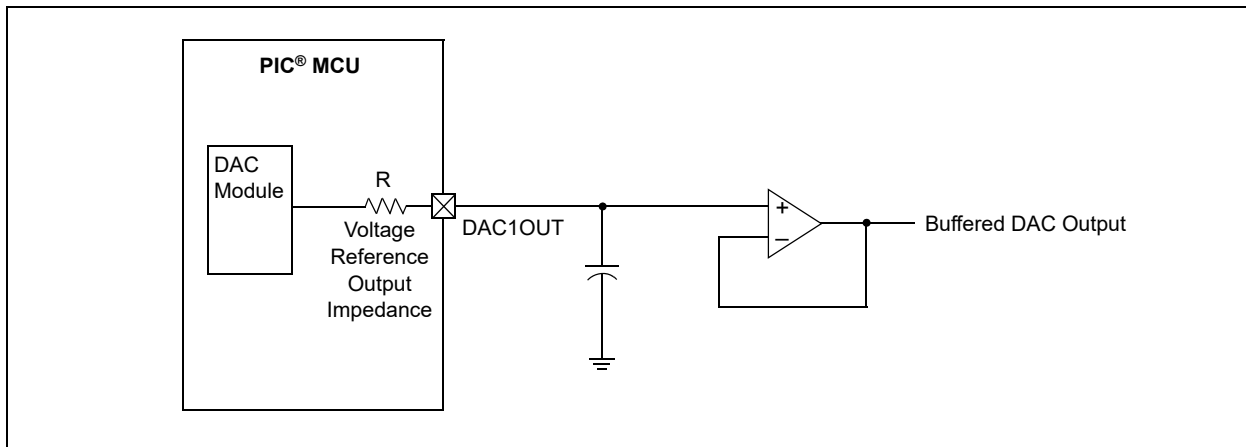 PIC® MCU
DAC
Module
R
Voltage
Reference
Output
Impedance
DAC1OUT
+
–
Buffered DAC Output